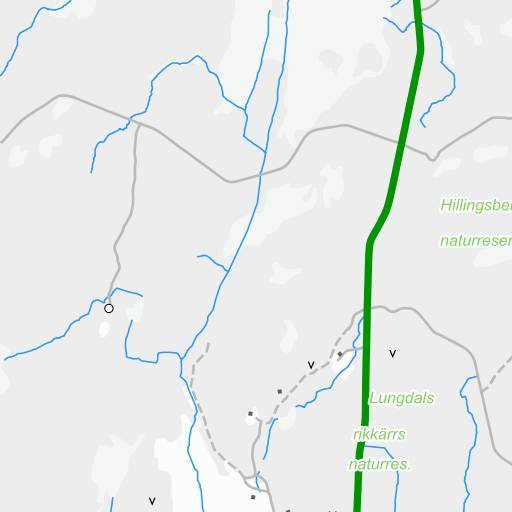 Hillingsber
naturreser
Lungdals
rikkärrs
naturres.